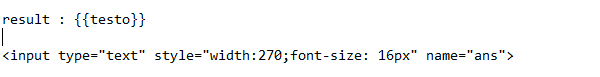 result : {{testo}}
<input type="text" style="width:270;font-size: 16px" name="ans">